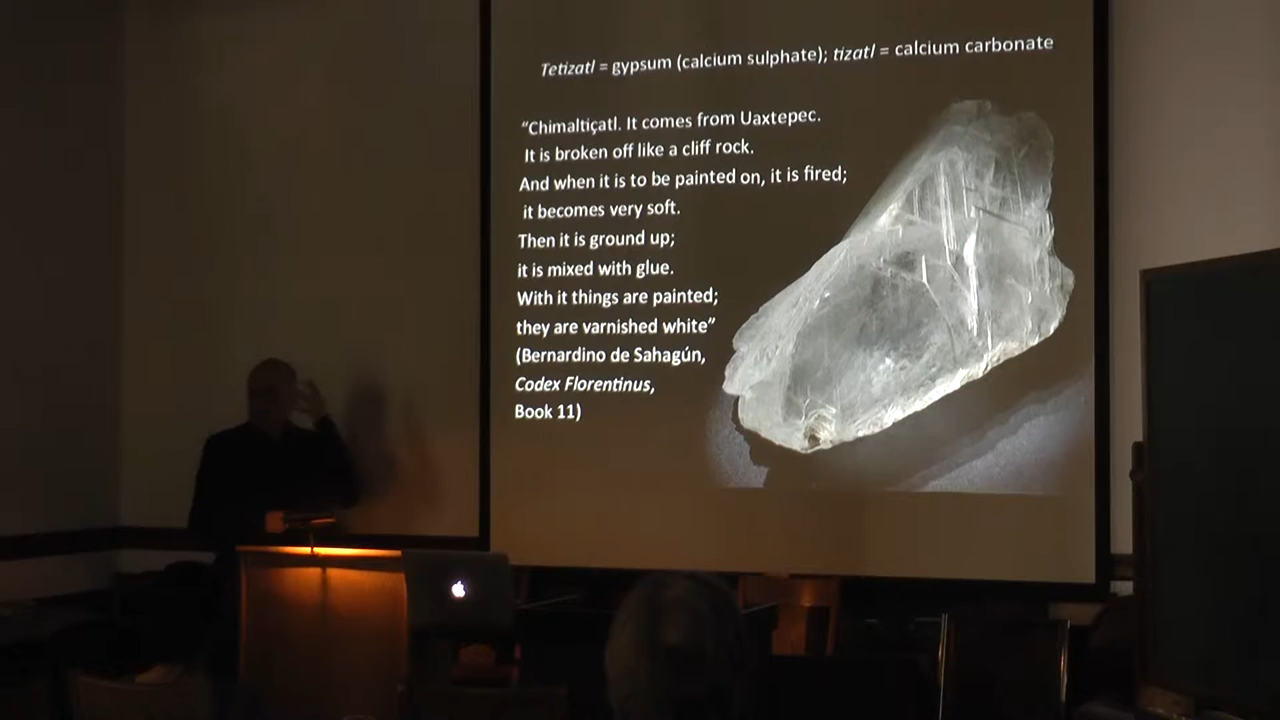 Tetizatl = gypsum (calcium sulphate); tizatl = calcium carbonate
“Chimaltiçatl. It comes from Uaxtepec.
It is broken off like a cliff rock.
And when it is to be painted on, it is fired;
it becomes very soft.
Then it is ground up;
it is mixed with glue.
With it things are painted;
they are varnished white”
(Bernardino de Sahagún,
Codex Florentinus,
Book 11)